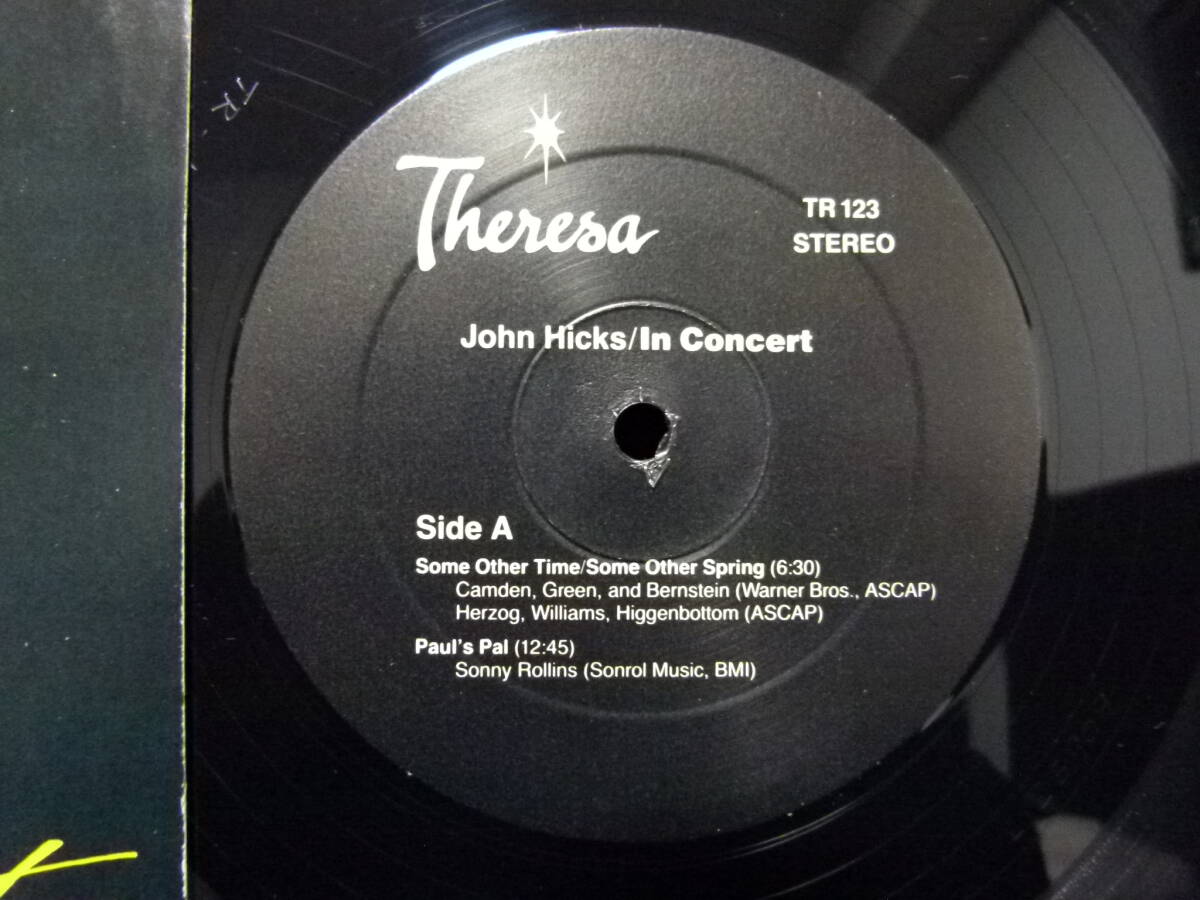 TR-
Theresa
TR 123
STEREO
John Hicks/In Concert
Side A
Some Other Time/Some Other Spring (6:30)
Camden, Green, and Bernstein (Warner Bros., ASCAP)
Herzog, Williams, Higgenbottom (ASCAP)
Paul's Pal (12:45)
Sonny Rollins (Sonrol Music, BMI)